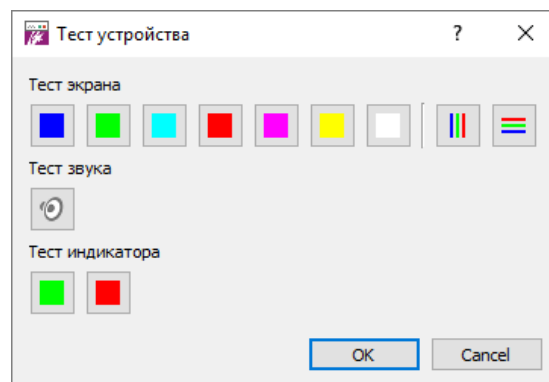 Тест устройства
?
Тест экрана
Тест звука
Тест индикатора
OK
Cancel